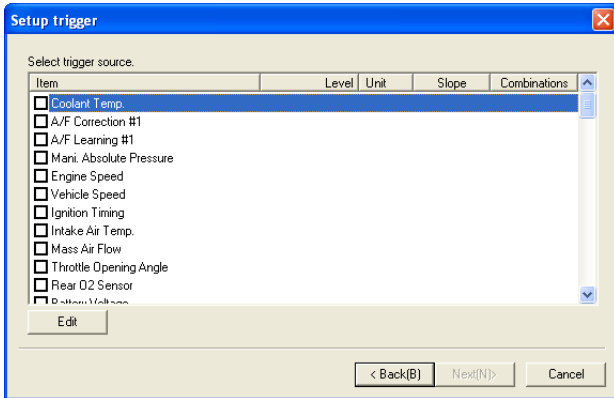 Setup trigger
Select trigger source.
Item Level Unit Slope Combinations
Coolant Temp.
A/F Correction #1
A/F Learning #1
Mani. Absolute Pressure
Engine Speed
Vehicle Speed
Ignition Timing
Intake Air Temp.
Mass Air Flow
Throttle Opening Angle
Rear O2 Sensor
Battery Voltage
Edit
< Back(B) Next(N)> Cancel